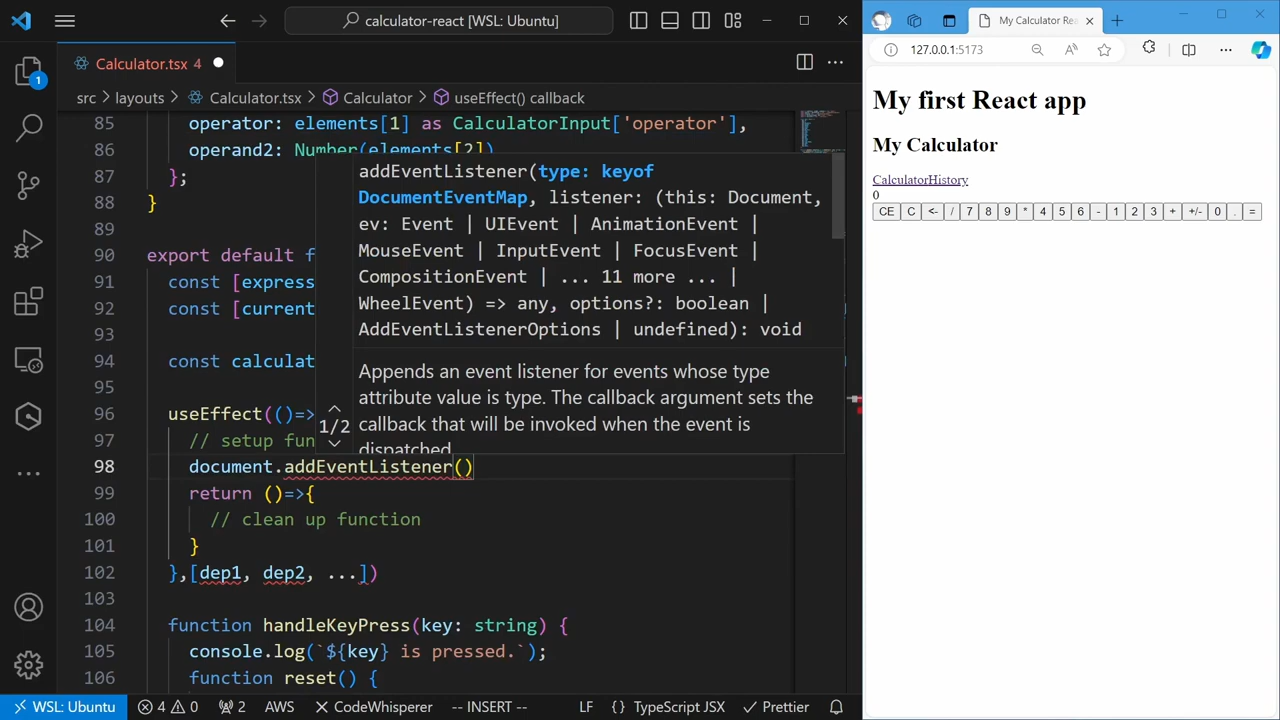 calculator-react [WSL: Ubuntu]
Calculator.tsx 4
src > layouts > Calculator.tsx > Calculator > useEffect() callback
1
85 operator: elements[1] as CalculatorInput['operator'],
86 operand2: Number(elements[2])
87 };
88 }
89
90 export default f
91 const [express
92 const [current
93
94 const calculat
95
96 useEffect(()=>
97 // setup fun
98 document.addEventListener()
99 return ()=>{
100 // clean up function
101 }
102 },[dep1, dep2, ...])
103
104 function handleKeyPress(key: string) {
105 console.log(`${key} is pressed.`);
106 function reset() {
addEventListener(type: keyof
DocumentEventMap, listener: (this: Document,
ev: Event | UIEvent | AnimationEvent |
MouseEvent | InputEvent | FocusEvent |
CompositionEvent | ... 11 more ... |
WheelEvent) => any, options?: boolean |
AddEventListenerOptions | undefined): void
Appends an event listener for events whose type
attribute value is type. The callback argument sets the
callback that will be invoked when the event is
dispatched.
1/2
WSL: Ubuntu 4 0 2 AWS CodeWhisperer -- INSERT -- LF {} TypeScript JSX Prettier
My Calculator Rea
127.0.0.1:5173
My first React app
My Calculator
CalculatorHistory
0
CE C <- / 7 8 9 * 4 5 6 - 1 2 3 + +/- 0 . =